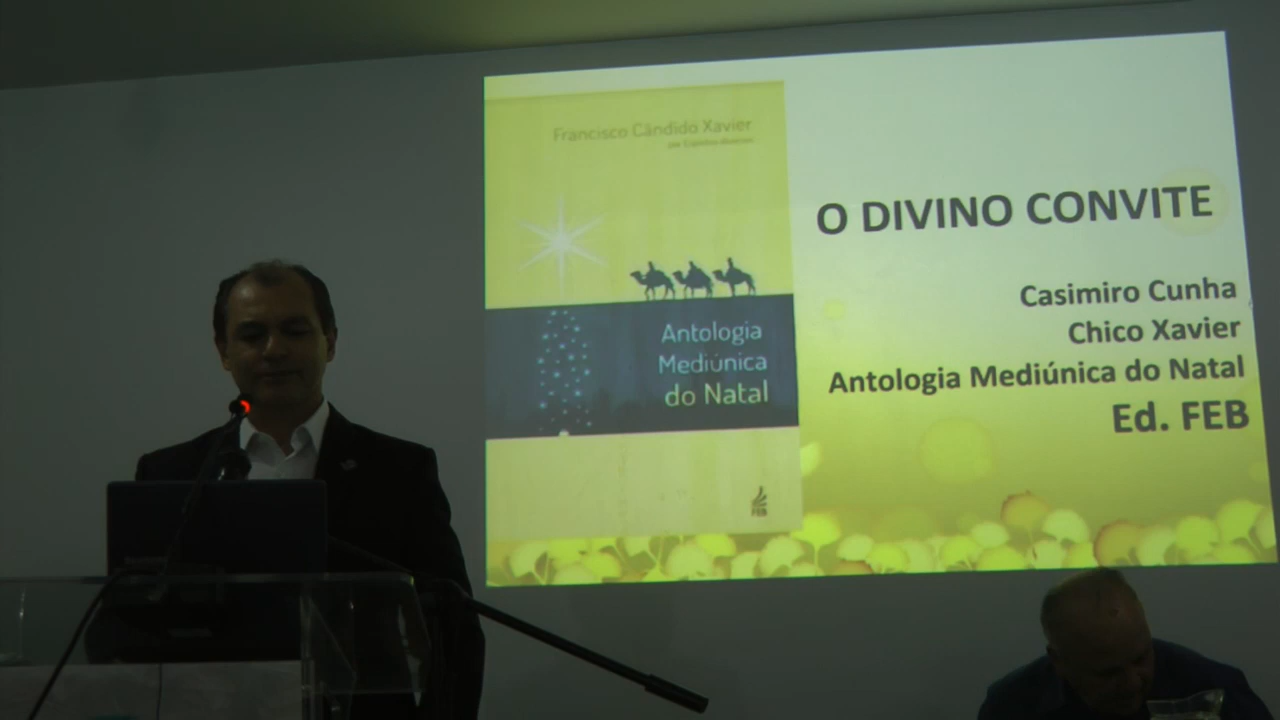 Francisco Cândido Xavier
Antologia
Mediúnica
do Natal
FEB
O DIVINO CONVITE
Casimiro Cunha
Chico Xavier
Antologia Mediúnica do Natal
Ed. FEB